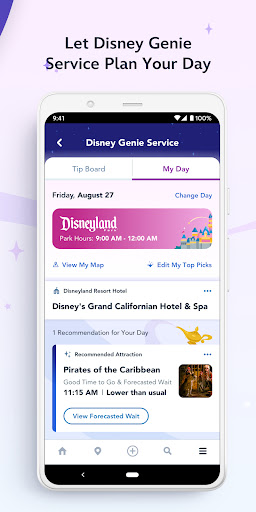 Let Disney Genie
Service Plan Your Day
9:41
100%
Disney Genie Service
Tip Board
My Day
Friday, August 27
Change Day
Disneyland
Park
Park Hours: 9:00 AM - 12:00 AM
View My Map
Edit My Top Picks
Disneyland Resort Hotel
Disney's Grand Californian Hotel & Spa
1 Recommendation for Your Day
Recommended Attraction
Pirates of the Caribbean
Good Time to Go & Forecasted Wait
11:15 AM | Lower than usual
View Forecasted Wait